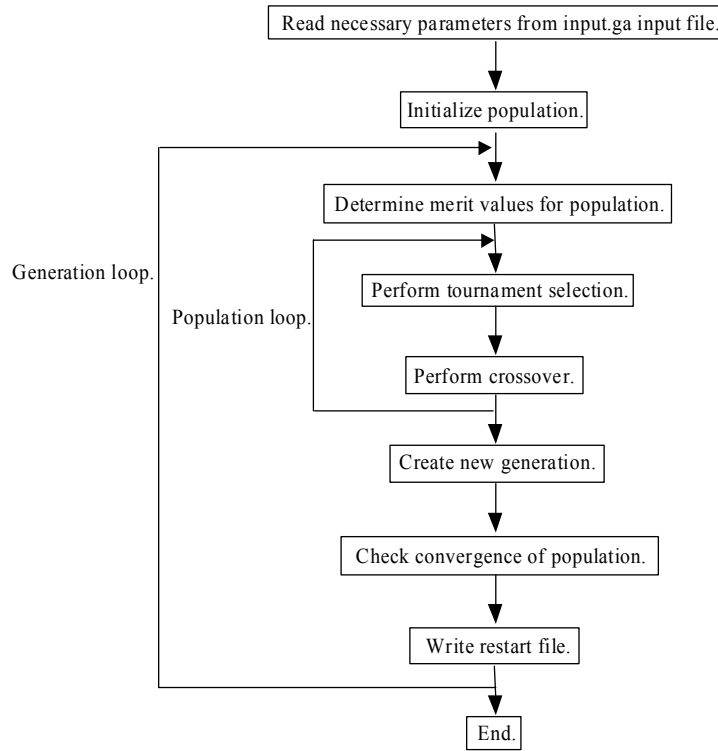 Read necessary parameters from input.ga input file.
Initialize population.
Determine merit values for population.
Generation loop.
Perform tournament selection.
Population loop.
Perform crossover.
Create new generation.
Check convergence of population.
Write restart file.
End.